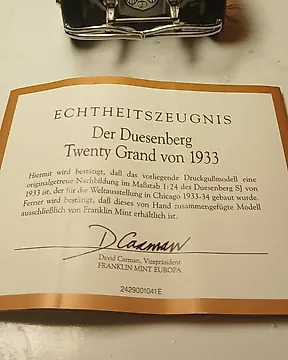 ECHTHEITSZEUGNIS
Der Duesenberg
Twenty Grand von 1933
Hiermit wird bestätigt, daß das vorliegende Druckgußmodell eine
originalgetreue Nachbildung im Maßstab 1:24 des Duesenberg SJ von
1933 ist, der für die Weltausstellung in Chicago 1933-34 gebaut wurde.
Ferner wird bestätigt, daß dieses von Hand zusammengefügte Modell
ausschließlich von Franklin Mint erhältlich ist.
D Carman
David Carman, Vizepräsident
FRANKLIN MINT EUROPA
2429001041E